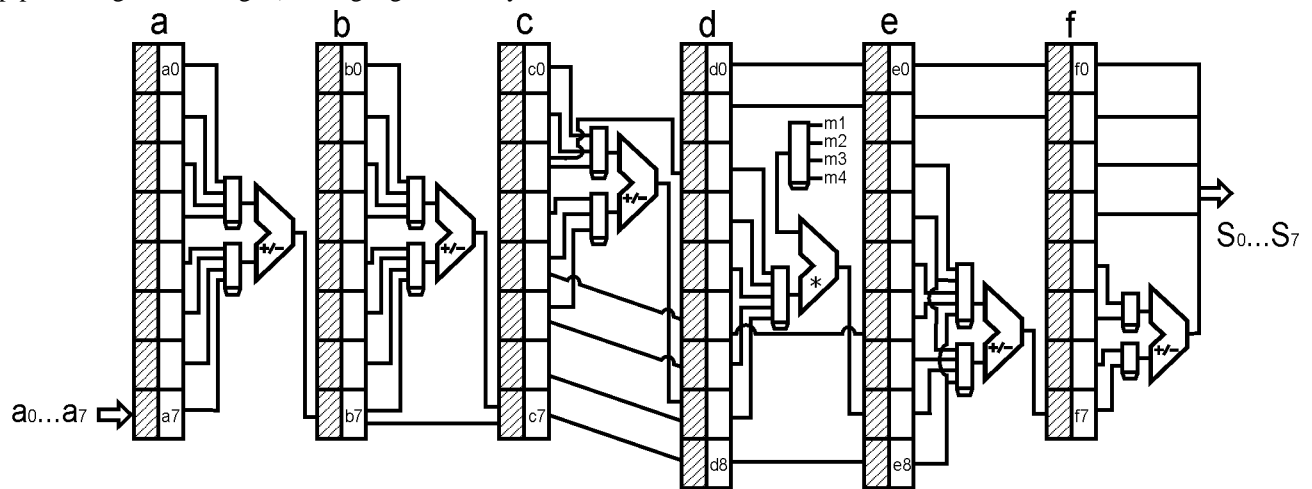 a b c d e f
a0 b0 c0 d0 e0 f0
m1
m2
m3
m4
+/- +/- +/- * +/- +/-
S0...S7
a0...a7
a7 b7 c7 f7
d8 e8